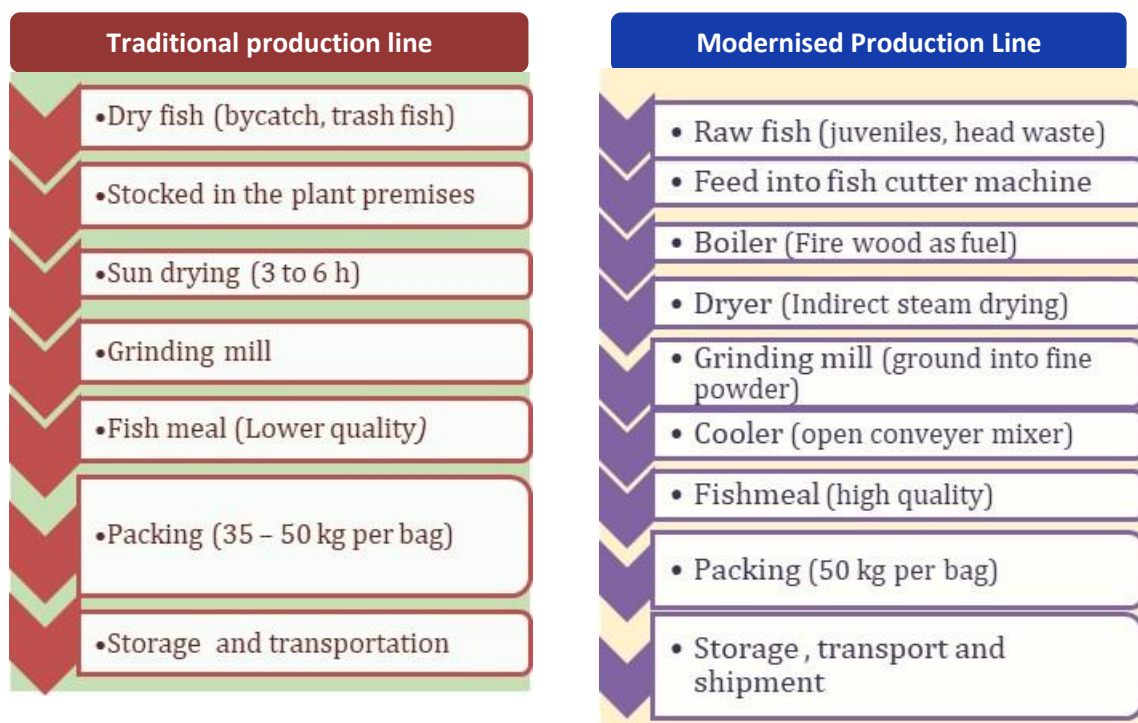 Traditional production line
•Dry fish (bycatch, trash fish)
•Stocked in the plant premises
•Sun drying (3 to 6 h)
•Grinding mill
•Fish meal (Lower quality)
•Packing (35 – 50 kg per bag)
•Storage and transportation
Modernised Production Line
• Raw fish (juveniles, head waste)
• Feed into fish cutter machine
• Boiler (Fire wood as fuel)
• Dryer (Indirect steam drying)
• Grinding mill (ground into fine
powder)
• Cooler (open conveyer mixer)
• Fishmeal (high quality)
• Packing (50 kg per bag)
• Storage , transport and
shipment